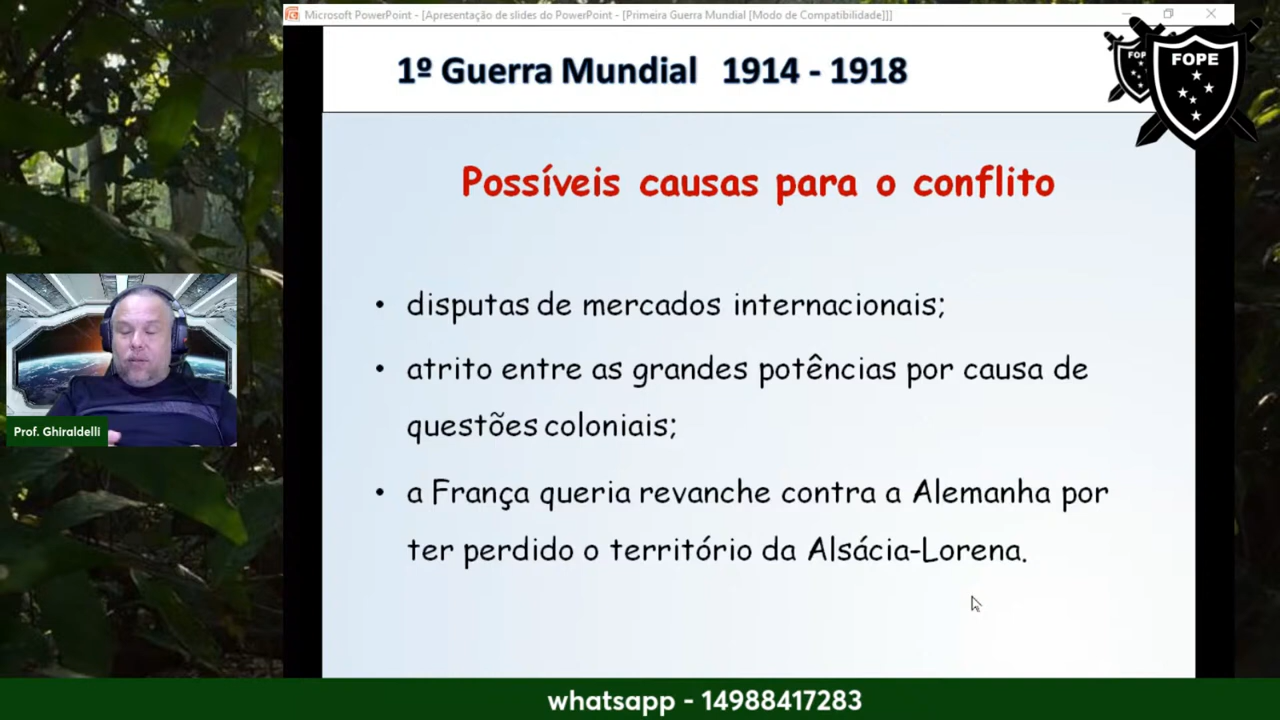 Microsoft PowerPoint - [Apresentação de slides do PowerPoint - [Primeira Guerra Mundial [Modo de Compatibilidade]]]
1º Guerra Mundial 1914 - 1918
FOP
FOPE
Possíveis causas para o conflito
• disputas de mercados internacionais;
• atrito entre as grandes potências por causa de
questões coloniais;
• a França queria revanche contra a Alemanha por
ter perdido o território da Alsácia-Lorena.
Prof. Ghiraldelli
whatsapp - 14988417283